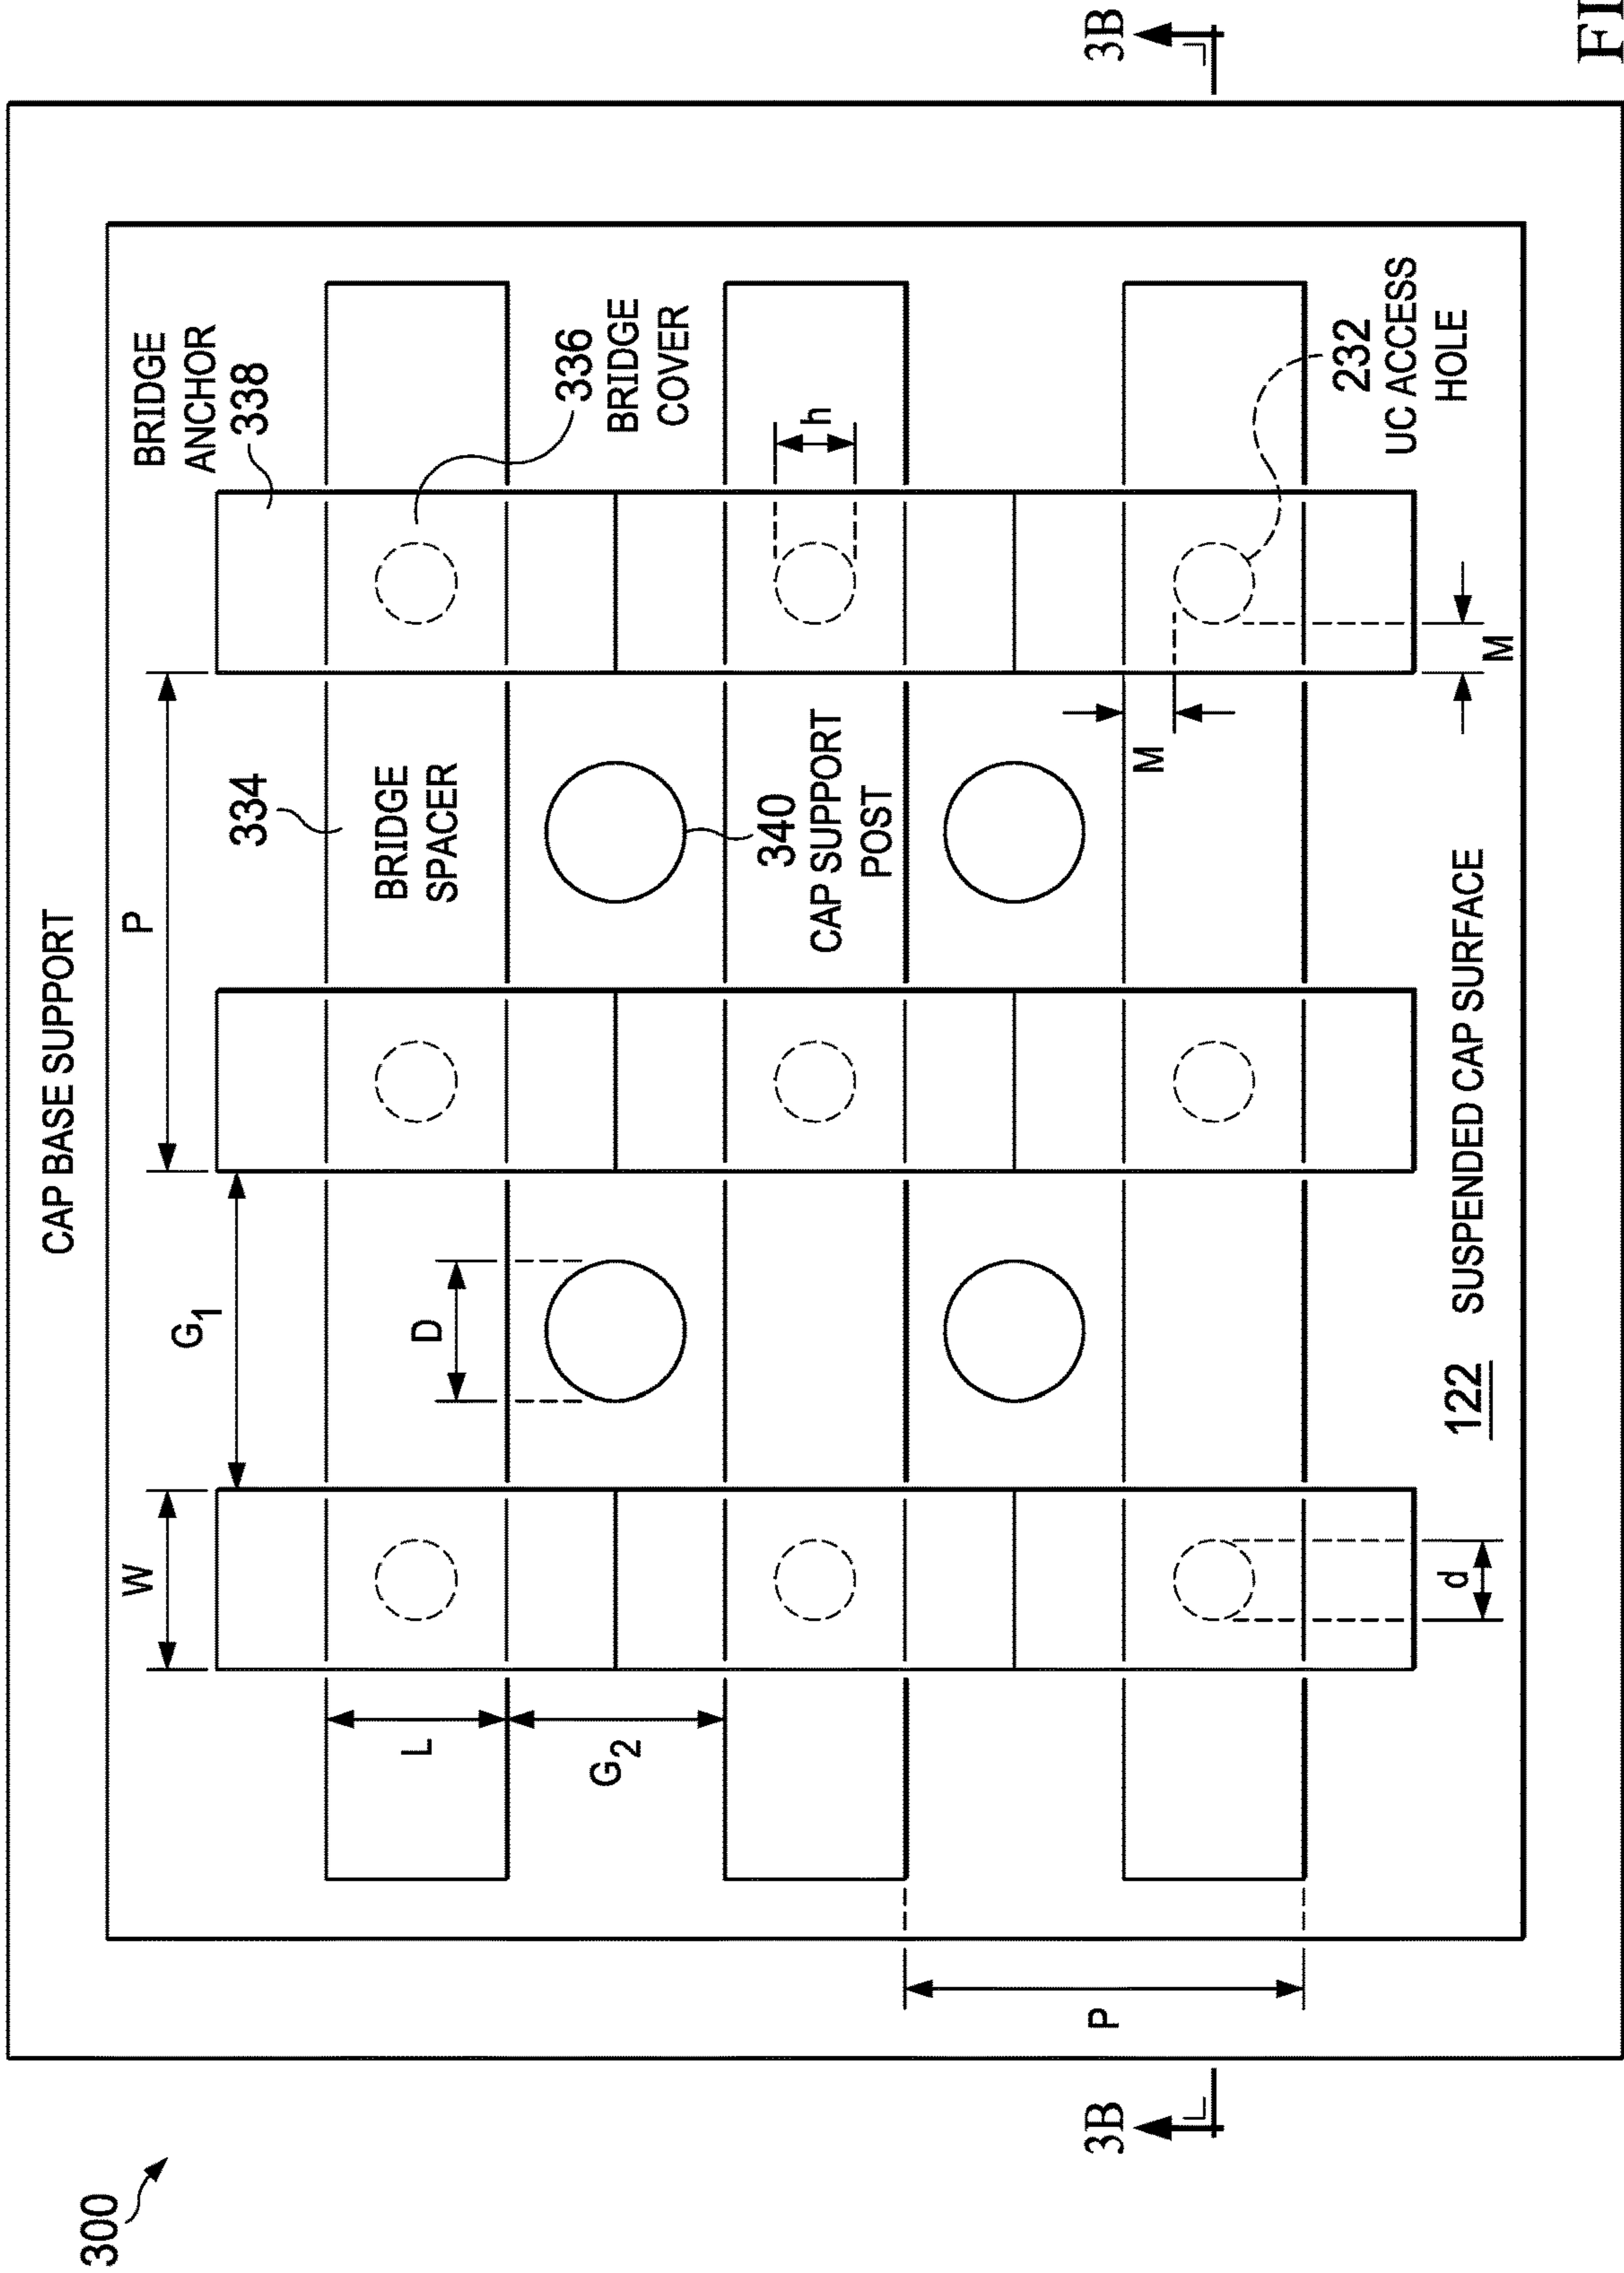 300
CAP BASE SUPPORT
W
P
G1
BRIDGE
ANCHOR
338
334
BRIDGE
SPACER
L
D
336
BRIDGE
COVER
G2
340
CAP SUPPORT
POST
h
P
M
3B
3B
232
UC ACCESS
HOLE
d
M
122 SUSPENDED CAP SURFACE
FI